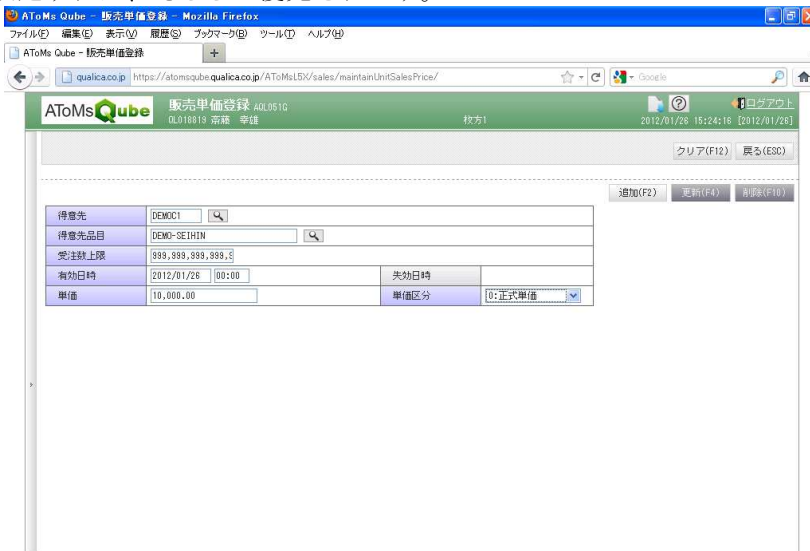 AToMs Qube - 販売単価登録 - Mozilla Firefox
ファイル(F) 編集(E) 表示(V) 履歴(S) ブックマーク(B) ツール(T) ヘルプ(H)
AToMs Qube - 販売単価登録 +
qualica.co.jp https://atomsqube.qualica.co.jp/AToMsL5X/sales/maintainUnitSalesPrice/ Google
AToMs Qube 販売単価登録 AQL051G ? ログアウト
QL018819 斎藤 幸雄 枚方1 2012/01/26 15:24:16 [2012/01/26]
クリア(F12) 戻る(ESC)
追加(F2) 更新(F4) 削除(F10)
得意先 DEMOC1
得意先品目 DEMO-SEIHIN
受注数上限 999,999,999,999,9
有効日時 2012/01/26 00:00 失効日時
単価 10,000.00 単価区分 0:正式単価